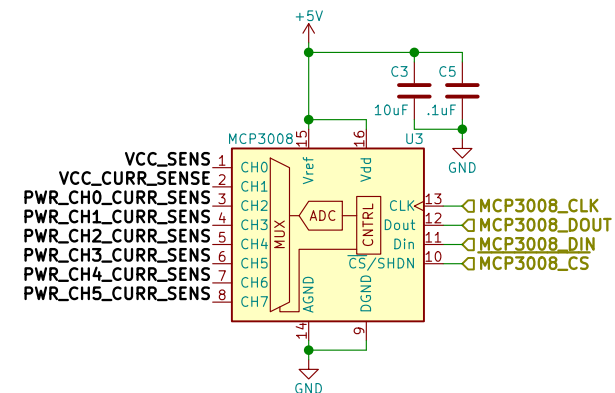 +5V
C3
C5
10uF
.1uF
GND
MCP3008
U3
15
16
Vref
Vdd
VCC_SENS
1
CH0
VCC_CURR_SENSE
2
CH1
PWR_CH0_CURR_SENS
3
CH2
PWR_CH1_CURR_SENS
4
CH3
PWR_CH2_CURR_SENS
5
CH4
PWR_CH3_CURR_SENS
6
CH5
PWR_CH4_CURR_SENS
7
CH6
PWR_CH5_CURR_SENS
8
CH7
MUX
ADC
CNTRL
CLK
13
MCP3008_CLK
Dout
12
MCP3008_DOUT
Din
11
MCP3008_DIN
CS/SHDN
10
MCP3008_CS
AGND
DGND
14
9
GND